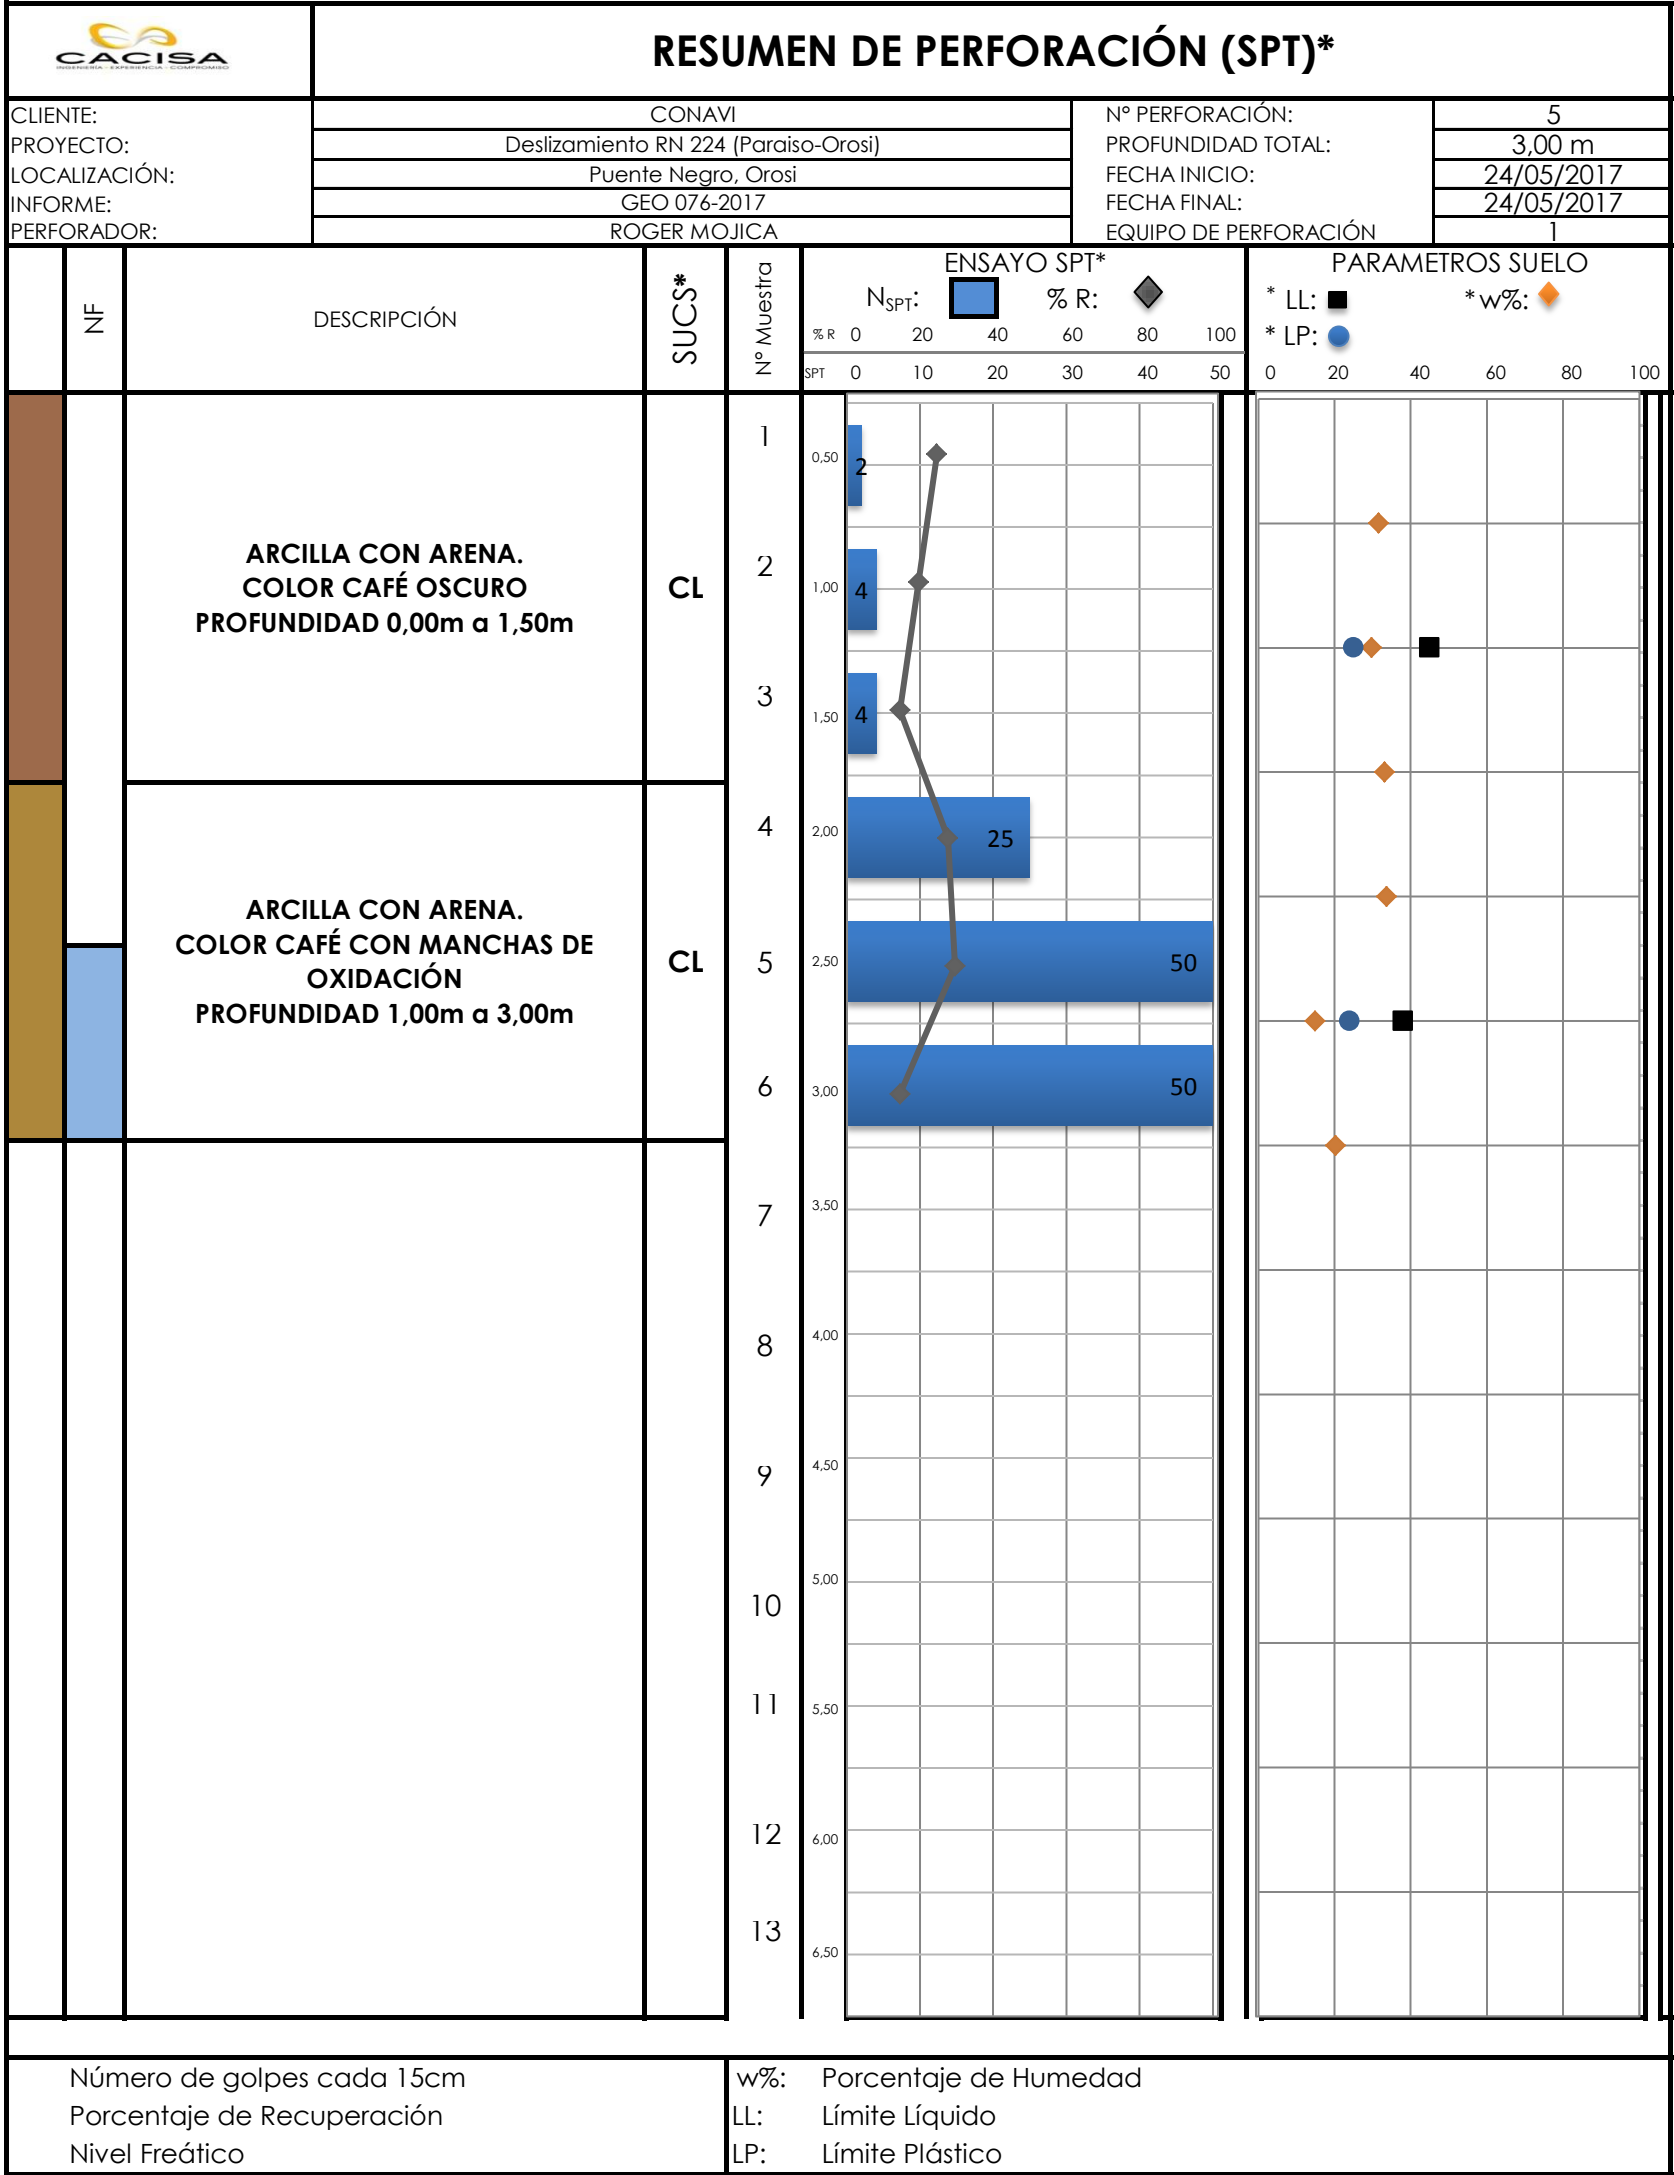 CACISA
INGENIERÍA - EXPERIENCIA - COMPROMISO
RESUMEN DE PERFORACIÓN (SPT)*
CLIENTE: CONAVI N° PERFORACIÓN: 5
PROYECTO: Deslizamiento RN 224 (Paraiso-Orosi) PROFUNDIDAD TOTAL: 3,00 m
LOCALIZACIÓN: Puente Negro, Orosi FECHA INICIO: 24/05/2017
INFORME: GEO 076-2017 FECHA FINAL: 24/05/2017
PERFORADOR: ROGER MOJICA EQUIPO DE PERFORACIÓN 1
NF
DESCRIPCIÓN
SUCS*
N° Muestra
ENSAYO SPT*
NSPT: % R:
% R 0 20 40 60 80 100
SPT 0 10 20 30 40 50
PARAMETROS SUELO
* LL: *w%:
* LP:
0 20 40 60 80 100
ARCILLA CON ARENA.
COLOR CAFÉ OSCURO
PROFUNDIDAD 0,00m a 1,50m
CL
ARCILLA CON ARENA.
COLOR CAFÉ CON MANCHAS DE
OXIDACIÓN
PROFUNDIDAD 1,00m a 3,00m
CL
1 0,50 2
2 1,00 4
3 1,50 4
4 2,00 25
5 2,50 50
6 3,00 50
7 3,50
8 4,00
9 4,50
10 5,00
11 5,50
12 6,00
13 6,50
Número de golpes cada 15cm w%: Porcentaje de Humedad
Porcentaje de Recuperación LL: Límite Líquido
Nivel Freático LP: Límite Plástico